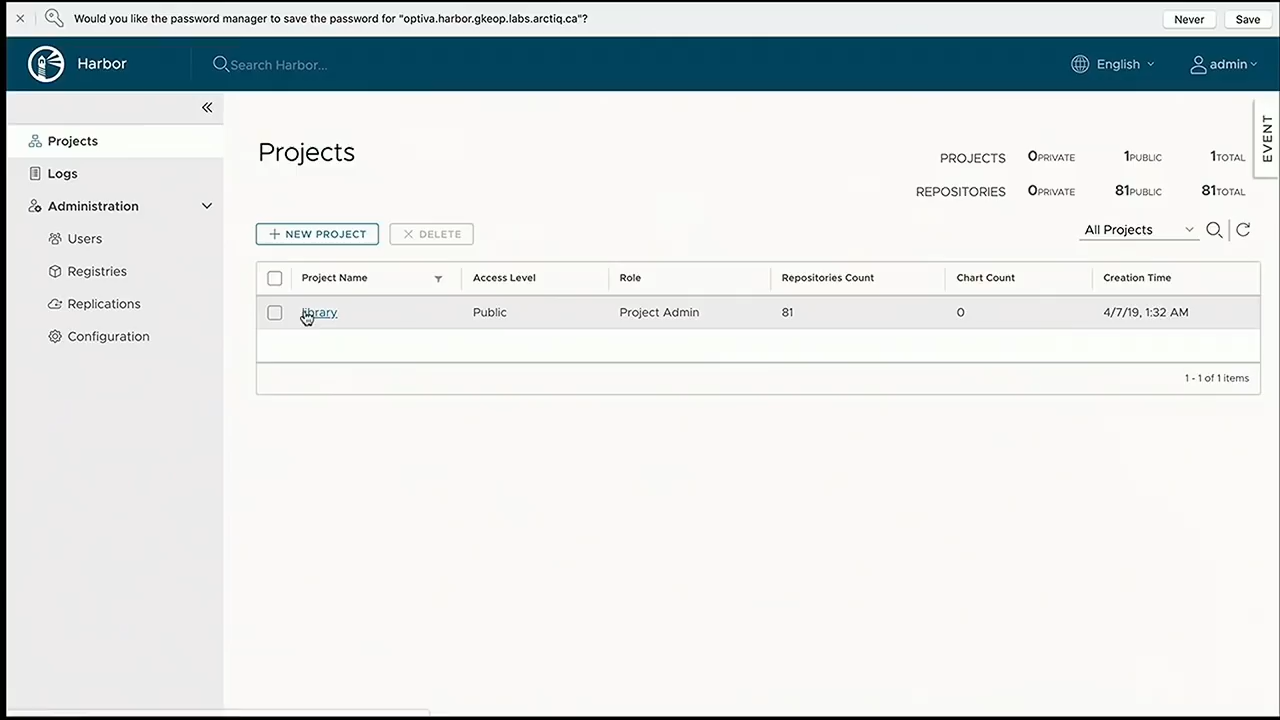 Would you like the password manager to save the password for "optiva.harbor.gkeop.labs.arctiq.ca"? Never Save
Harbor Search Harbor... English admin
Projects
Logs
Administration
Users
Registries
Replications
Configuration
Projects
PROJECTS 0PRIVATE 1PUBLIC 1TOTAL
REPOSITORIES 0PRIVATE 81PUBLIC 81TOTAL
EVENT
+ NEW PROJECT × DELETE All Projects
Project Name Access Level Role Repositories Count Chart Count Creation Time
library Public Project Admin 81 0 4/7/19, 1:32 AM
1 - 1 of 1 items